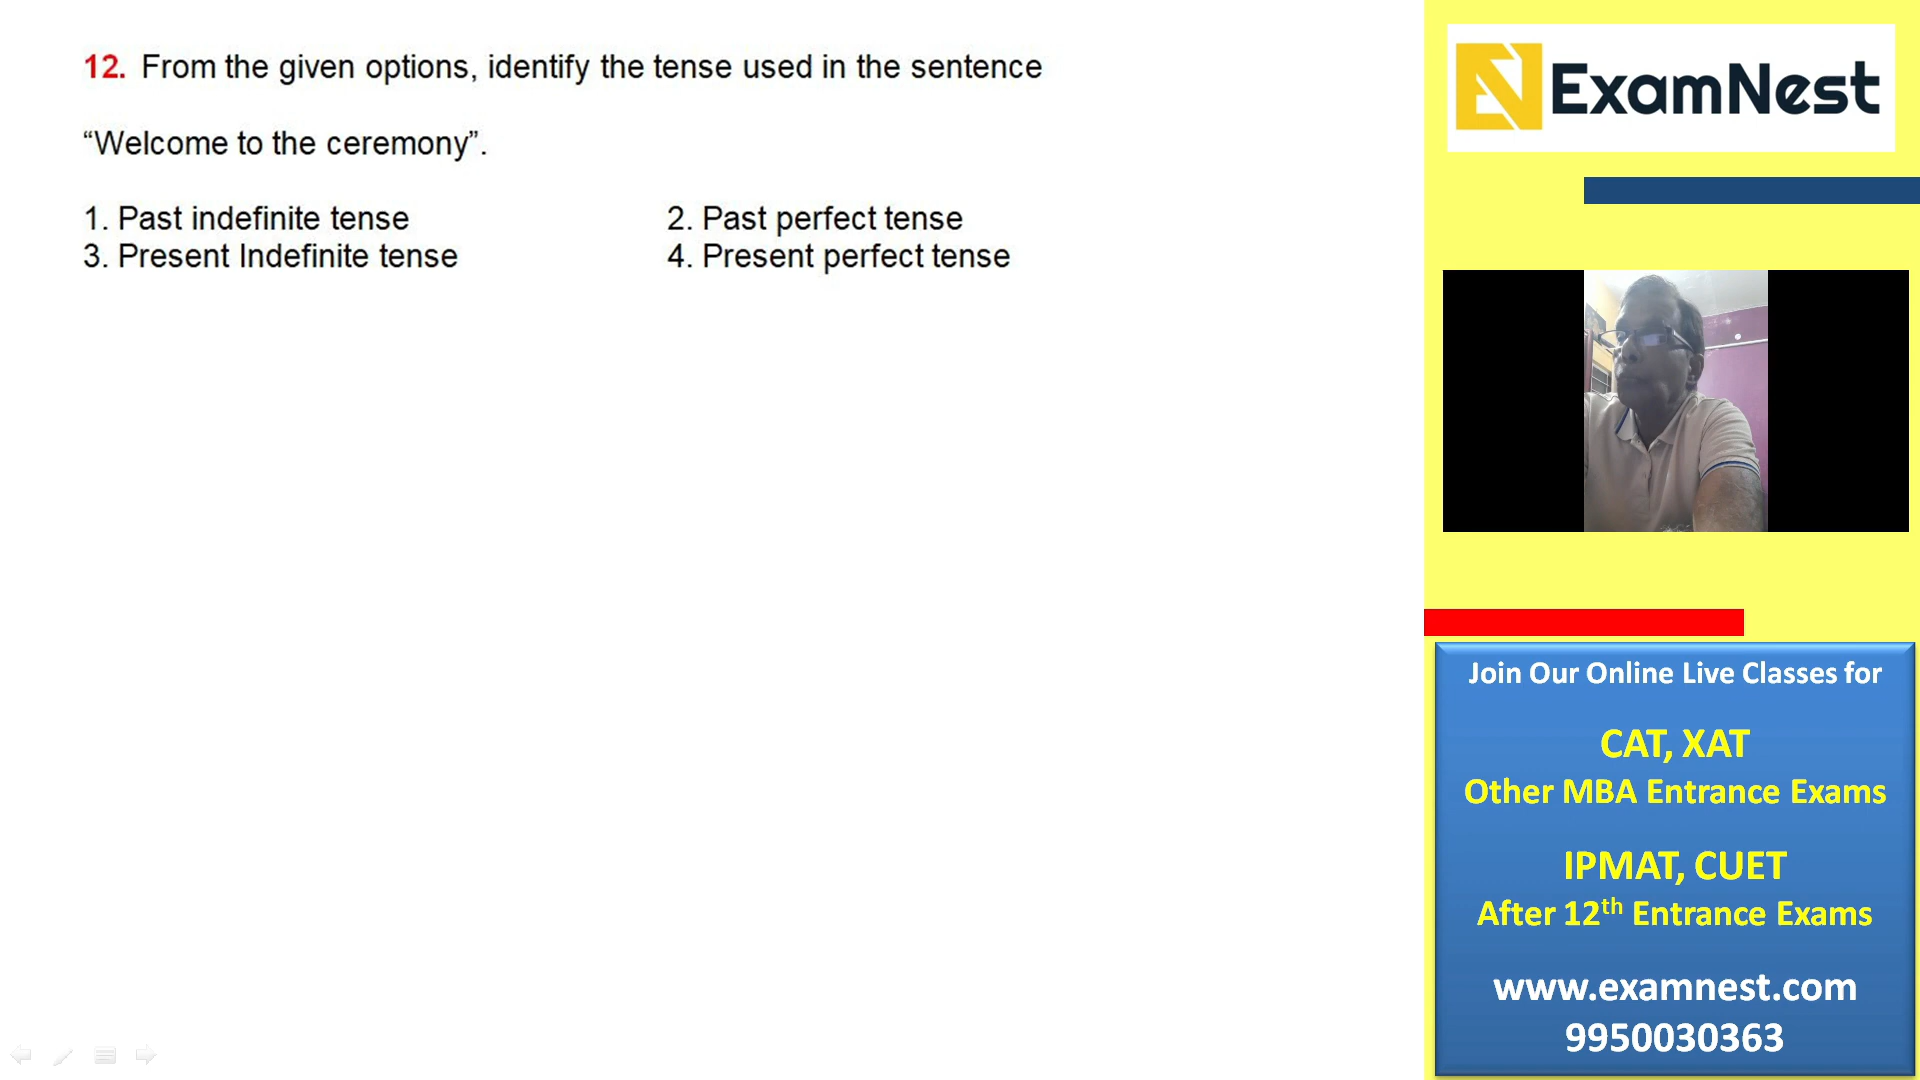 12. From the given options, identify the tense used in the sentence
“Welcome to the ceremony”.
1. Past indefinite tense 2. Past perfect tense
3. Present Indefinite tense 4. Present perfect tense
ExamNest
Join Our Online Live Classes for
CAT, XAT
Other MBA Entrance Exams
IPMAT, CUET
After 12th Entrance Exams
www.examnest.com
9950030363